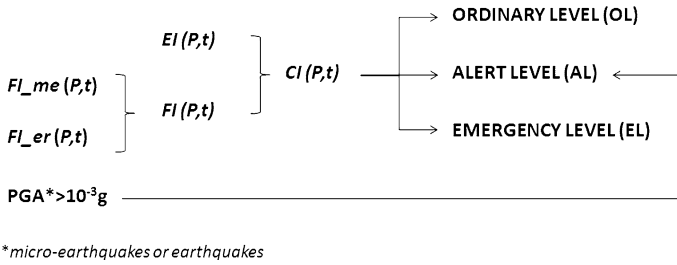 ORDINARY LEVEL (OL)
EI (P,t)
CI (P,t)
ALERT LEVEL (AL)
FI_me (P,t)
FI (P,t)
FI_er (P,t)
EMERGENCY LEVEL (EL)
PGA*>10⁻³g
*micro-earthquakes or earthquakes